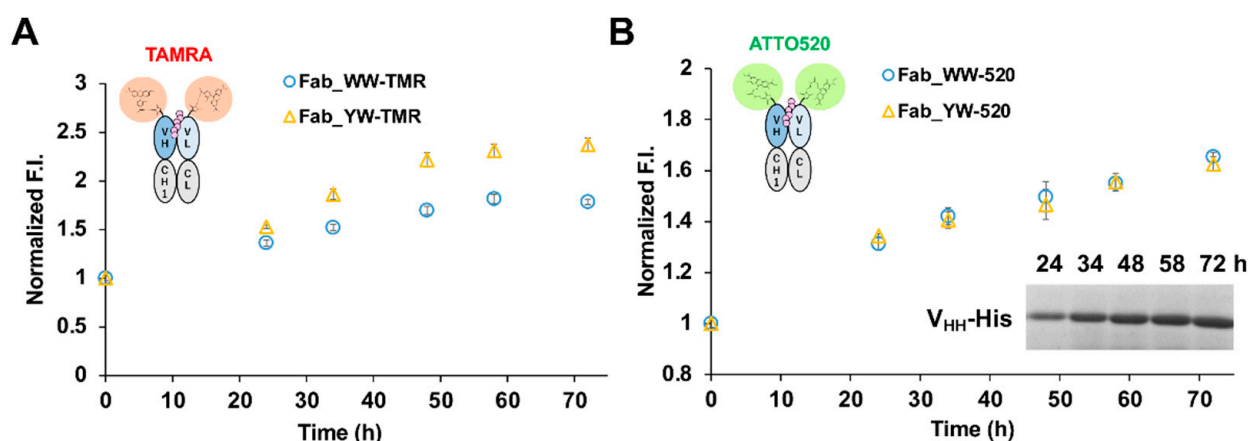 A
TAMRA
Fab_WW-TMR
Fab_YW-TMR
VH
VL
CH1
CL
Normalized F.I.
3
2.5
2
1.5
1
0.5
0
0 10 20 30 40 50 60 70
Time (h)
B
ATTO520
Fab_WW-520
Fab_YW-520
VH
VL
CH1
CL
Normalized F.I.
2
1.8
1.6
1.4
1.2
1
0.8
0 10 20 30 40 50 60 70
Time (h)
24 34 48 58 72 h
VHH-His